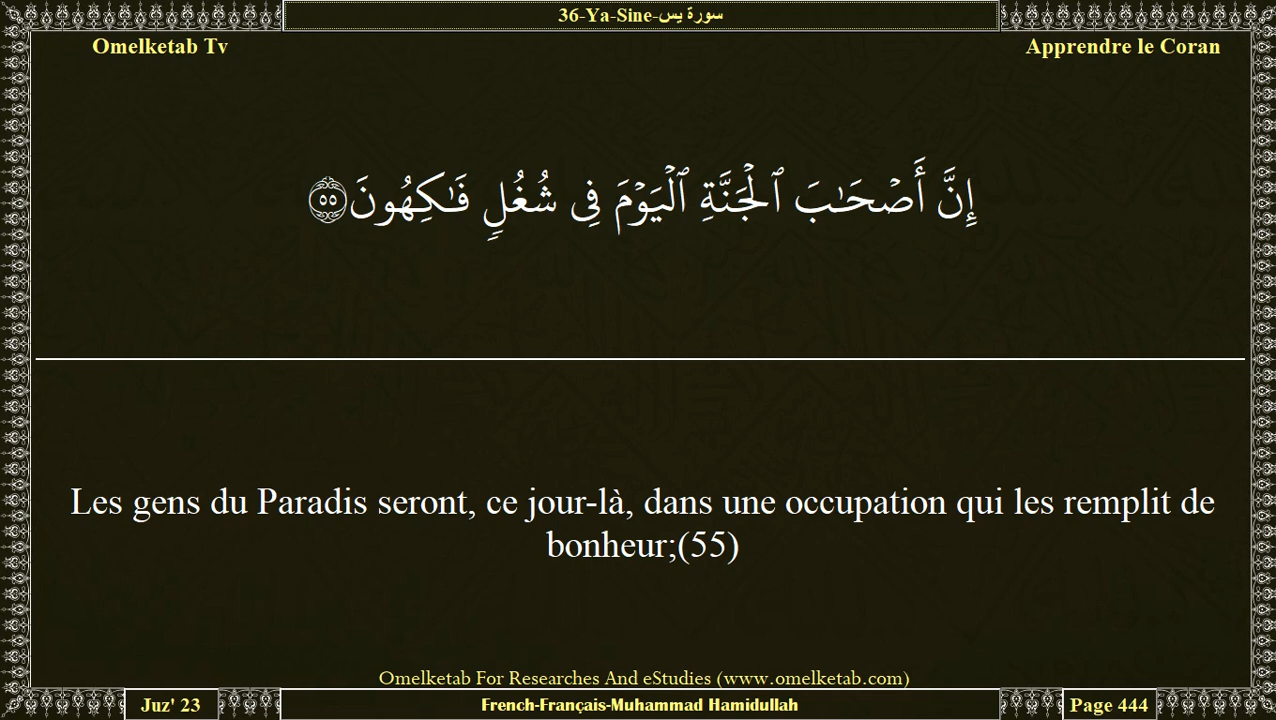 36-Ya-Sine-سورة يس
Omelketab Tv
Apprendre le Coran
إِنَّ أَصۡحَٰبَ ٱلۡجَنَّةِ ٱلۡيَوۡمَ فِي شُغُلٖ فَٰكِهُونَ ٥٥
Les gens du Paradis seront, ce jour-là, dans une occupation qui les remplit de
bonheur;(55)
Omelketab For Researches And eStudies (www.omelketab.com)
Juz' 23
French-Français-Muhammad Hamidullah
Page 444